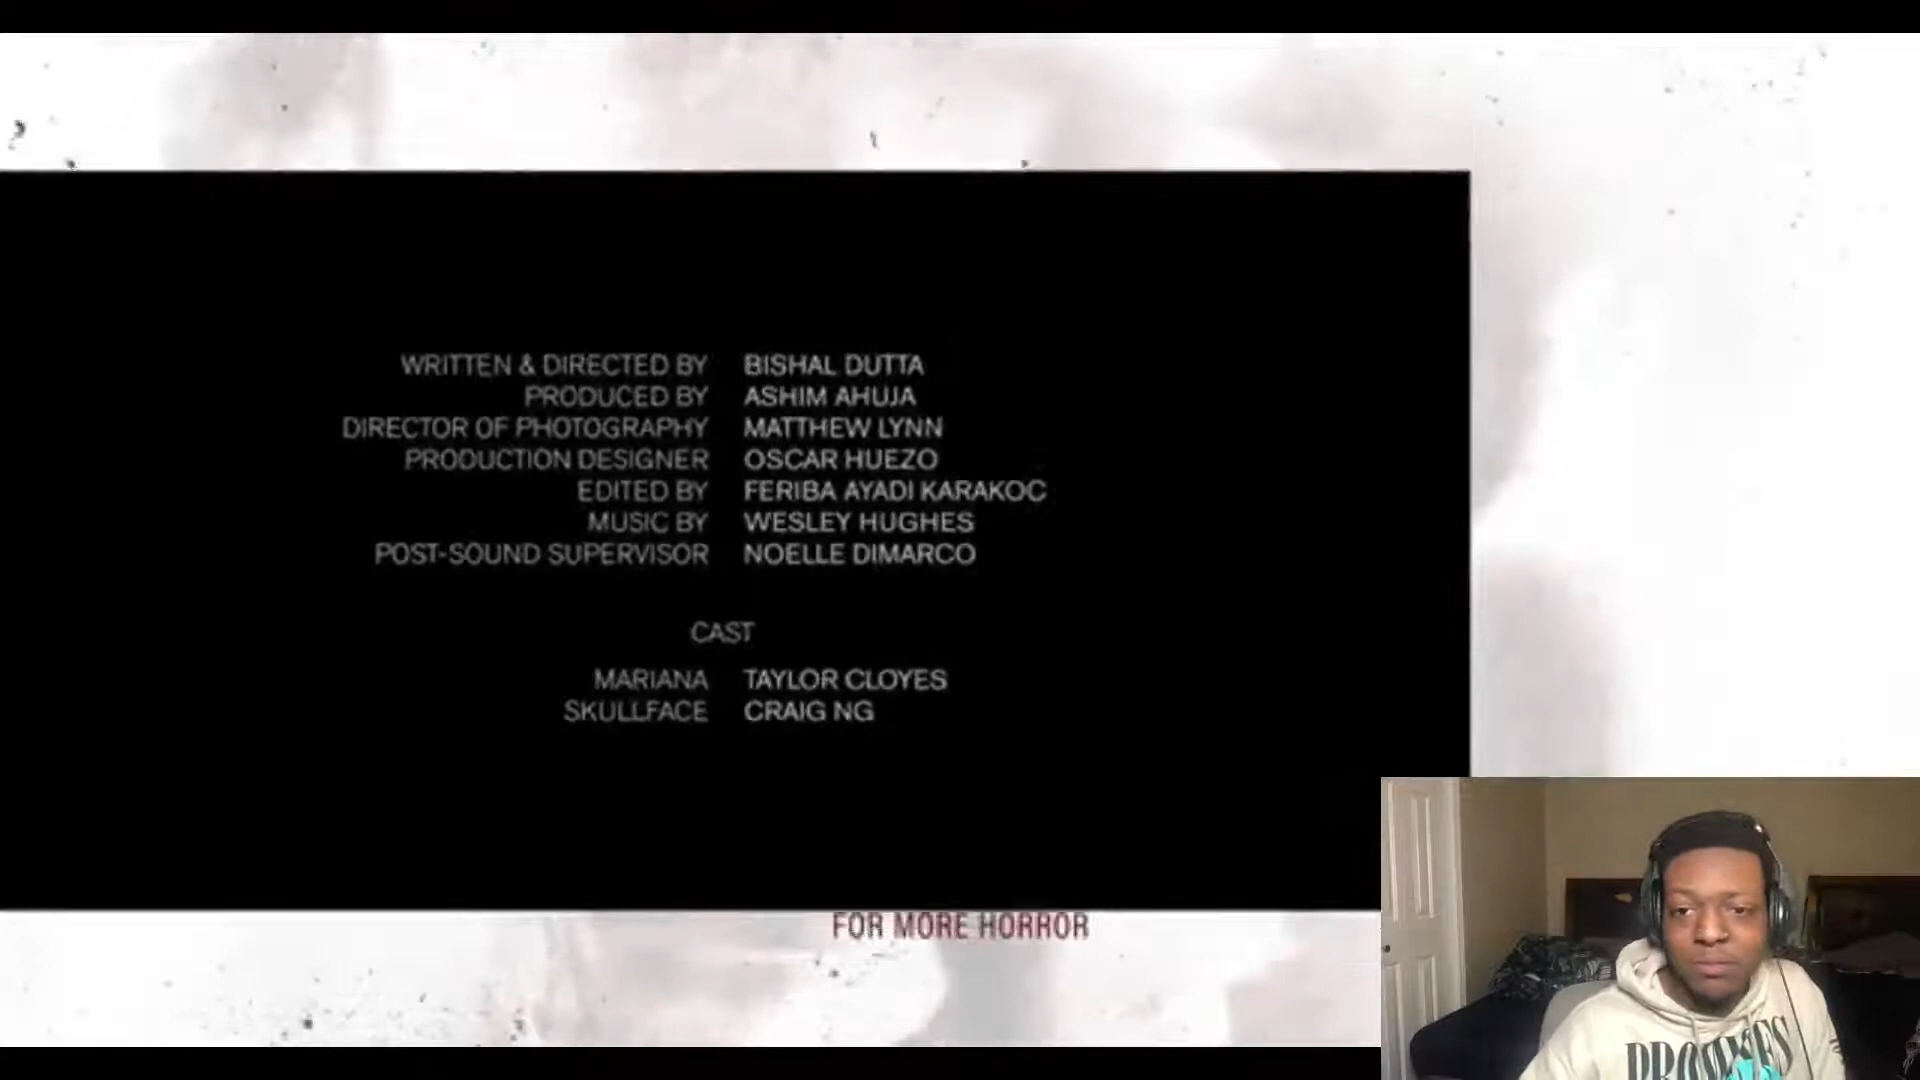 WRITTEN & DIRECTED BY BISHAL DUTTA
PRODUCED BY ASHIM AHUJA
DIRECTOR OF PHOTOGRAPHY MATTHEW LYNN
PRODUCTION DESIGNER OSCAR HUEZO
EDITED BY FERIBA AYADI KARAKOC
MUSIC BY WESLEY HUGHES
POST-SOUND SUPERVISOR NOELLE DIMARCO
CAST
MARIANA TAYLOR CLOYES
SKULLFACE CRAIG NG
FOR MORE HORROR